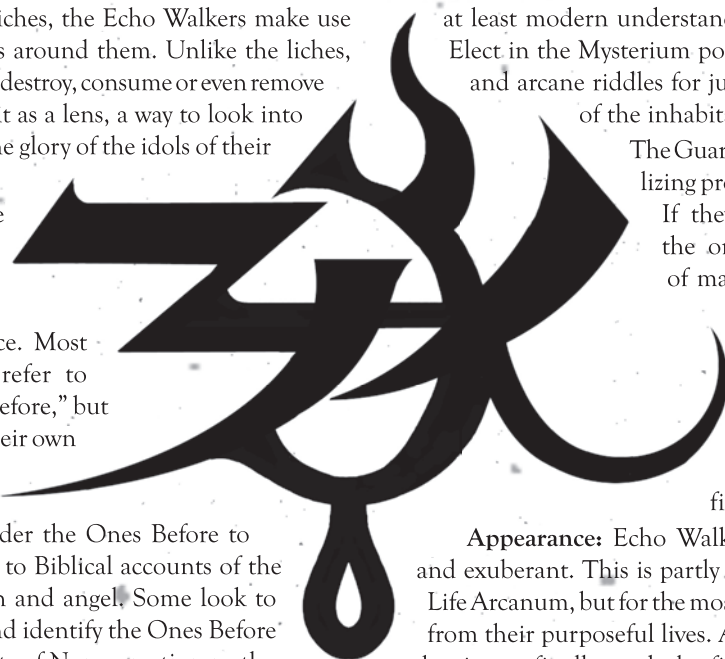 iches, the Echo Walkers make use
s around them. Unlike the liches,
destroy, consume or even remove
it as a lens, a way to look into
e glory of the idols of their
e
ce. Most
refer to
efore,” but
eir own
der the Ones Before to
to Biblical accounts of the
n and angel. Some look to
nd identify the Ones Before
at least modern understand
Elect in the Mysterium po
and arcane riddles for ju
of the inhabit
The Guar
lizing pr
If the
the or
of ma
fi
Appearance: Echo Walk
and exuberant. This is partly
Life Arcanum, but for the mo
from their purposeful lives. A